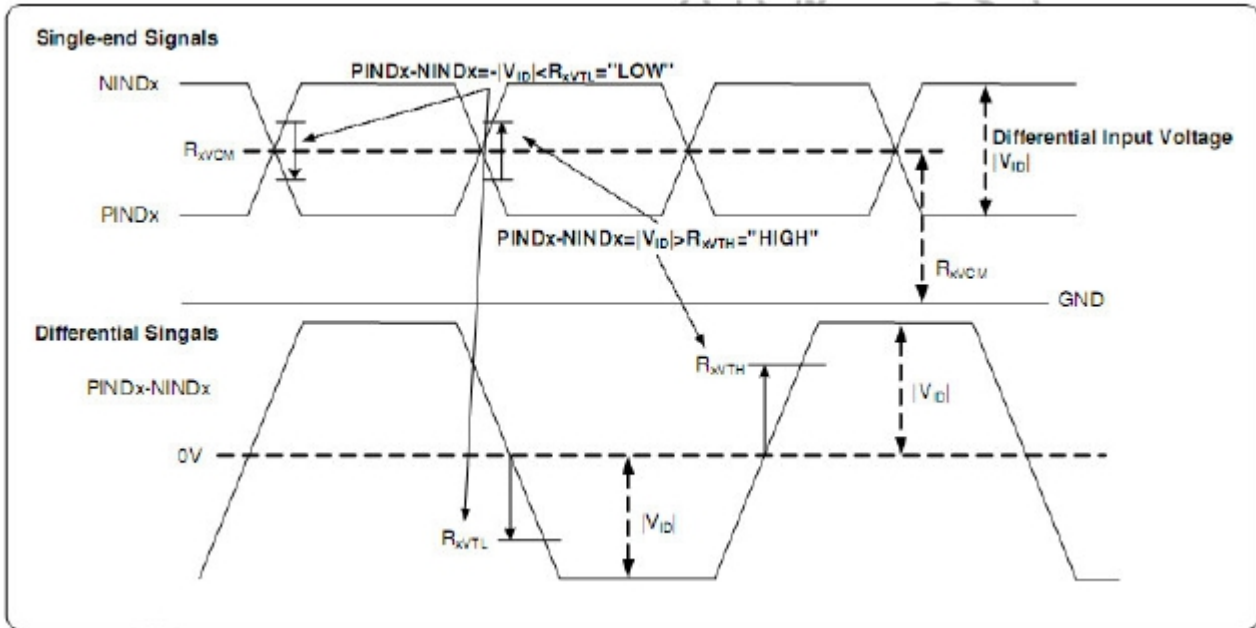 Single-end Signals
PINDx-NINDx=-|VID|<RxVTL="LOW"
NINDx
RxVCM
Differential Input Voltage
|VID|
PINDx
PINDx-NINDx=|VID|>RxVTH="HIGH"
RxVCM
GND
Differential Singals
RxVTH
PINDx-NINDx
|VID|
0V
|VID|
RxVTL